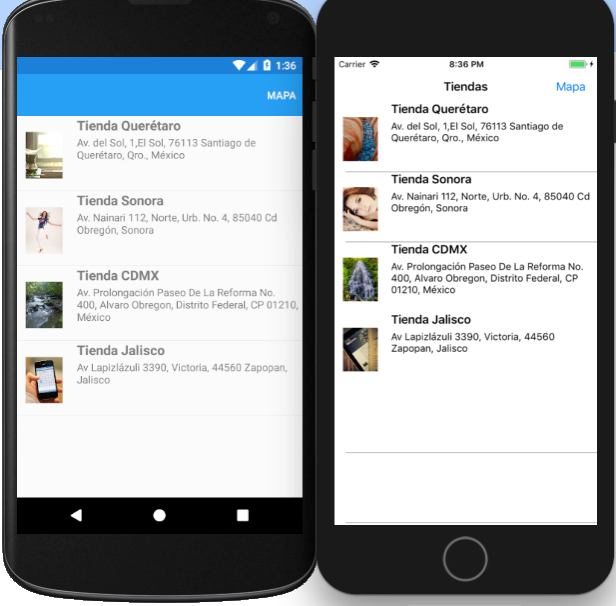 1:36
MAPA
Tienda Querétaro
Av. del Sol, 1,El Sol, 76113 Santiago de
Querétaro, Qro., México
Tienda Sonora
Av. Nainari 112, Norte, Urb. No. 4, 85040 Cd
Obregón, Sonora
Tienda CDMX
Av. Prolongación Paseo De La Reforma No.
400, Alvaro Obregon, Distrito Federal, CP 01210,
México
Tienda Jalisco
Av Lapizlázuli 3390, Victoria, 44560 Zapopan,
Jalisco
Carrier 8:36 PM
Tiendas Mapa
Tienda Querétaro
Av. del Sol, 1,El Sol, 76113 Santiago de
Querétaro, Qro., México
Tienda Sonora
Av. Nainari 112, Norte, Urb. No. 4, 85040 Cd
Obregón, Sonora
Tienda CDMX
Av. Prolongación Paseo De La Reforma No.
400, Alvaro Obregon, Distrito Federal, CP
01210, México
Tienda Jalisco
Av Lapizlázuli 3390, Victoria, 44560
Zapopan, Jalisco